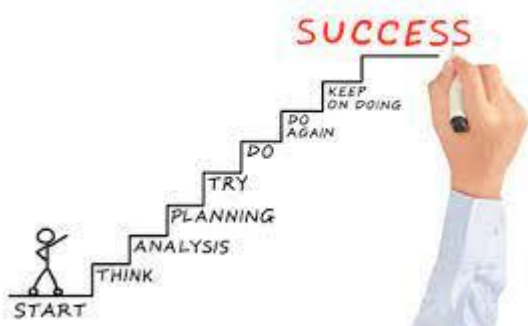 SUCCESS
KEEP
ON DOING
DO
AGAIN
DO
TRY
PLANNING
ANALYSIS
THINK
START